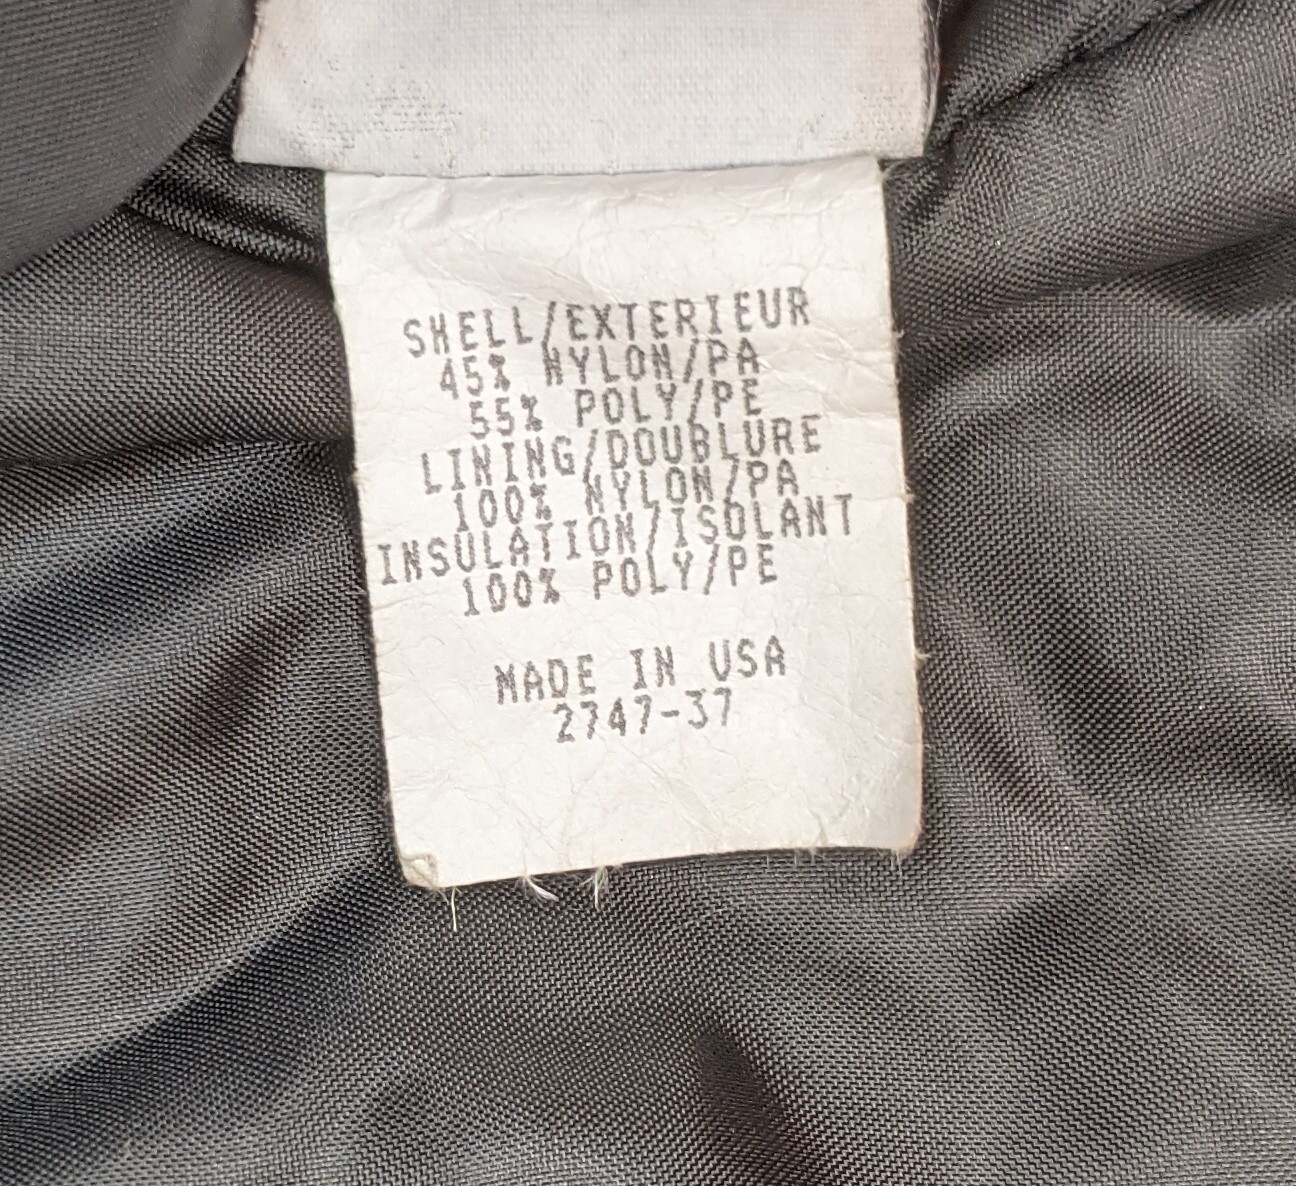 SHELL/EXTERIEUR
45% NYLON/PA
55% POLY/PE
LINING/DOUBLURE
100% NYLON/PA
INSULATION/ISOLANT
100% POLY/PE
MADE IN USA
2747-37